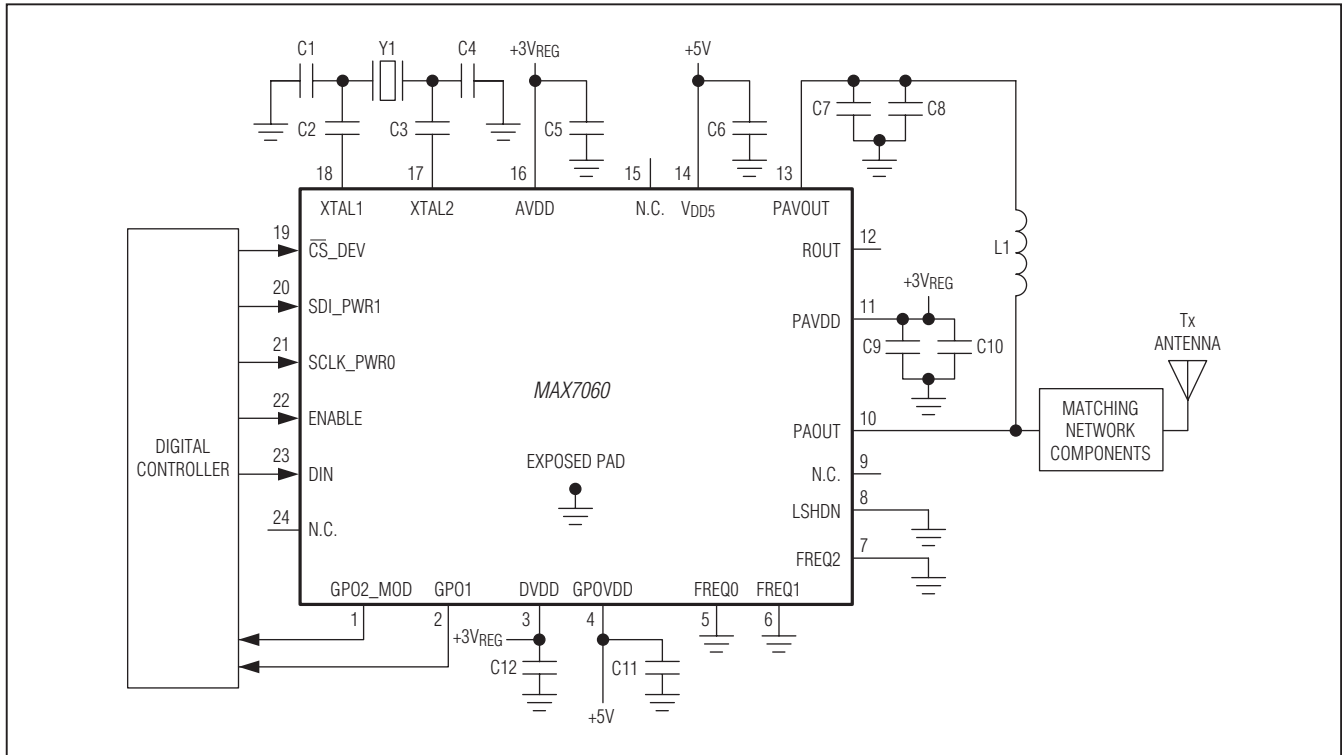 C1
Y1
C4
+3VREG
+5V
C2
C3
C5
C6
C7
C8
18
17
16
15
14
13
XTAL1
XTAL2
AVDD
N.C.
VDD5
PAVOUT
DIGITAL
CONTROLLER
19
C̅S̅_DEV
20
SDI_PWR1
21
SCLK_PWR0
22
ENABLE
23
DIN
24
N.C.
MAX7060
EXPOSED PAD
ROUT
12
L1
+3VREG
PAVDD
11
C9
C10
PAOUT
10
N.C.
9
LSHDN
8
FREQ2
7
MATCHING
NETWORK
COMPONENTS
Tx
ANTENNA
GPO2_MOD
GPO1
DVDD
GPOVDD
FREQ0
FREQ1
1
2
3
4
5
6
+3VREG
C12
C11
+5V